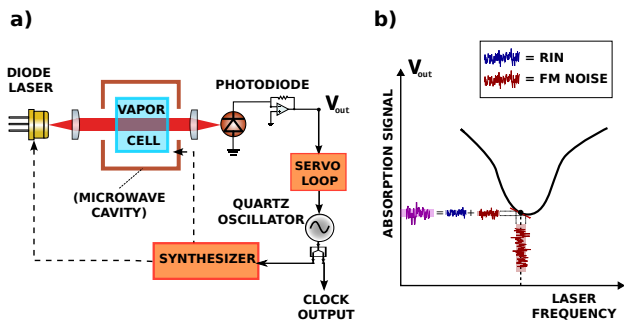 a)
DIODE
LASER
VAPOR
CELL
(MICROWAVE
CAVITY)
PHOTODIODE
Vout
SERVO
LOOP
QUARTZ
OSCILLATOR
SYNTHESIZER
CLOCK
OUTPUT
b)
Vout
= RIN
= FM NOISE
ABSORPTION SIGNAL
= +
LASER
FREQUENCY